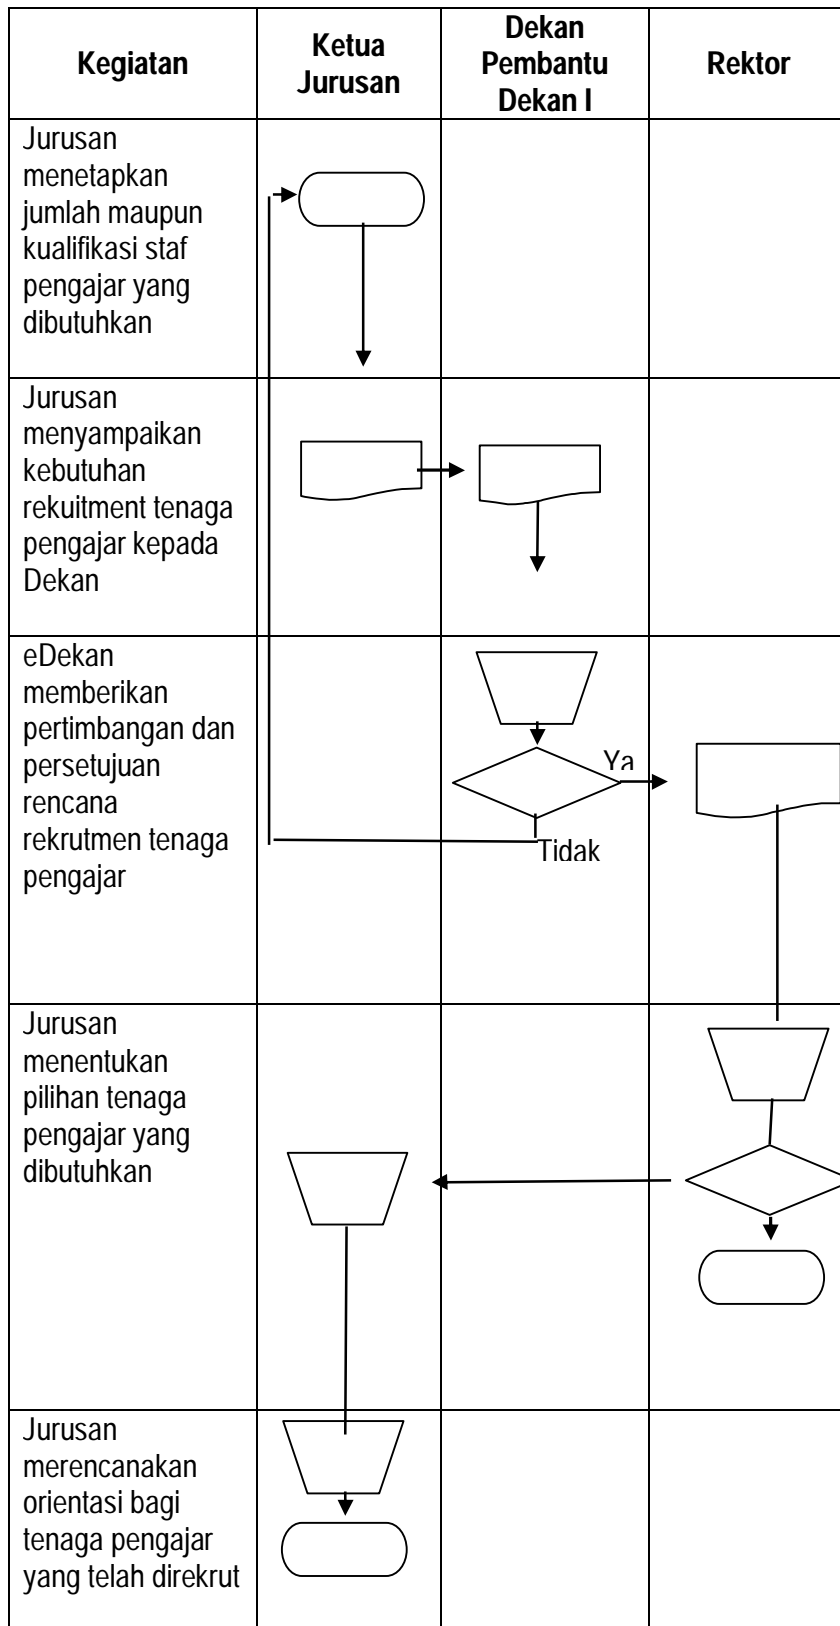 Kegiatan
Ketua
Jurusan
Dekan
Pembantu
Dekan I
Rektor
Jurusan
menetapkan
jumlah maupun
kualifikasi staf
pengajar yang
dibutuhkan
Jurusan
menyampaikan
kebutuhan
rekuitment tenaga
pengajar kepada
Dekan
eDekan
memberikan
pertimbangan dan
persetujuan
rencana
rekrutmen tenaga
pengajar
Ya
Tidak
Jurusan
menentukan
pilihan tenaga
pengajar yang
dibutuhkan
Jurusan
merencanakan
orientasi bagi
tenaga pengajar
yang telah direkrut